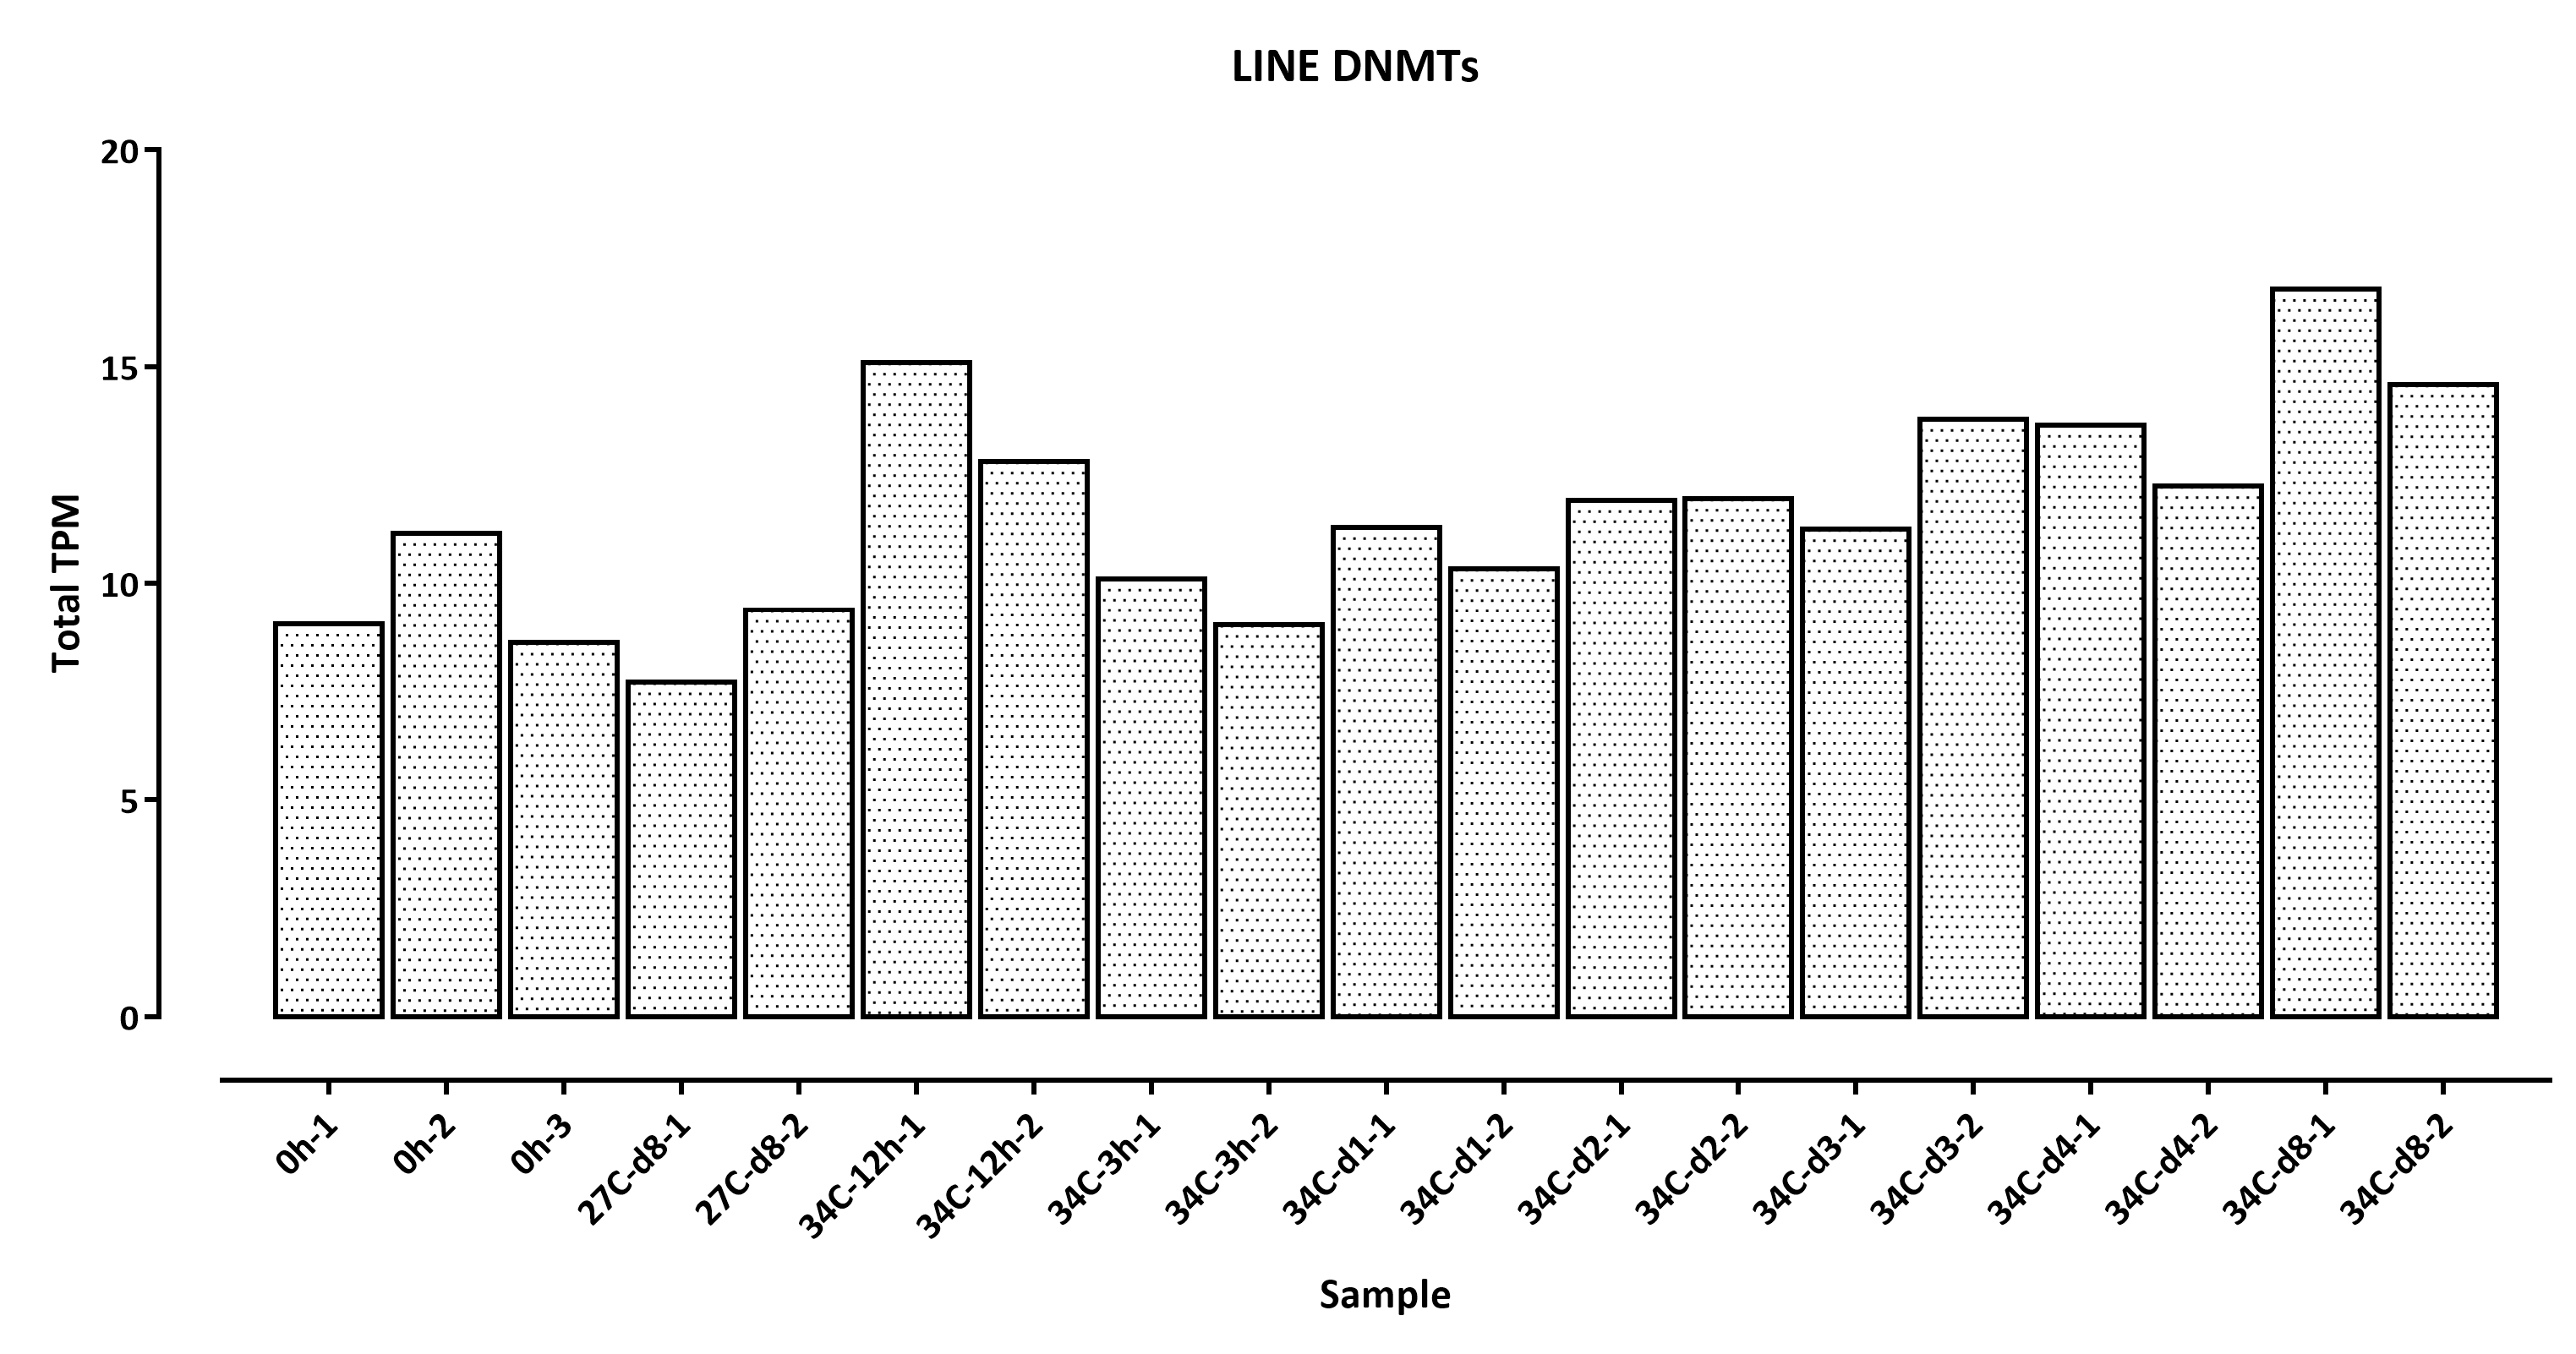 LINE DNMTs
20
15
10
5
0
Total TPM
0h-1
0h-2
0h-3
27C-d8-1
27C-d8-2
34C-12h-1
34C-12h-2
34C-3h-1
34C-3h-2
34C-d1-1
34C-d1-2
34C-d2-1
34C-d2-2
34C-d3-1
34C-d3-2
34C-d4-1
34C-d4-2
34C-d8-1
34C-d8-2
Sample